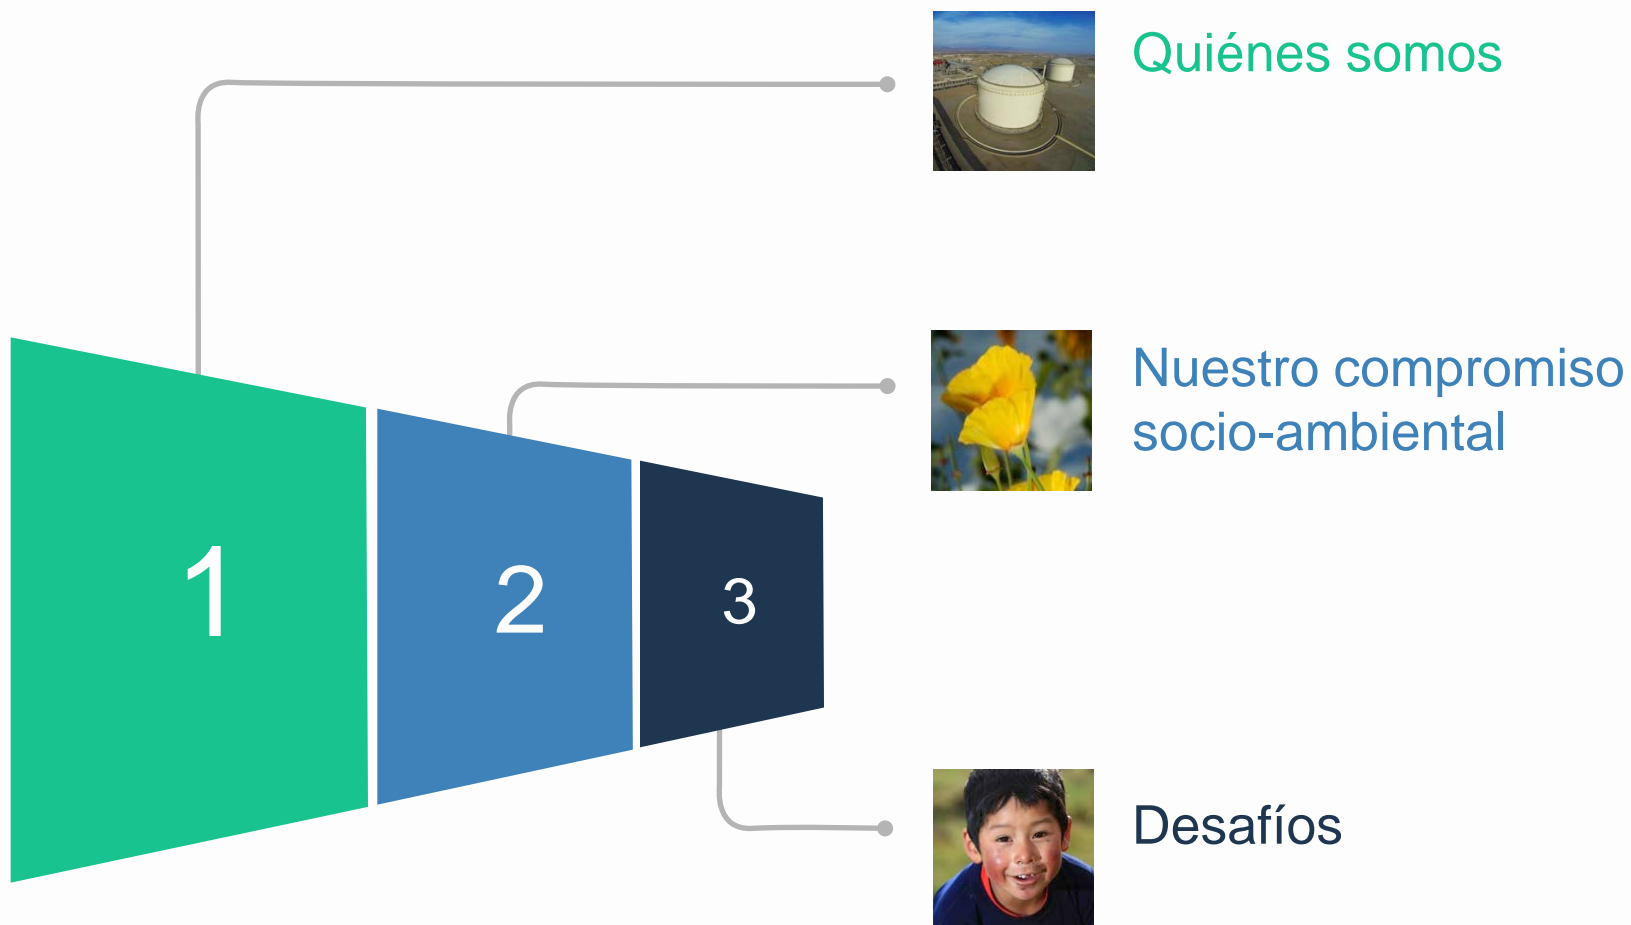 Quiénes somos
Nuestro compromiso
socio-ambiental
1
2
3
Desafíos